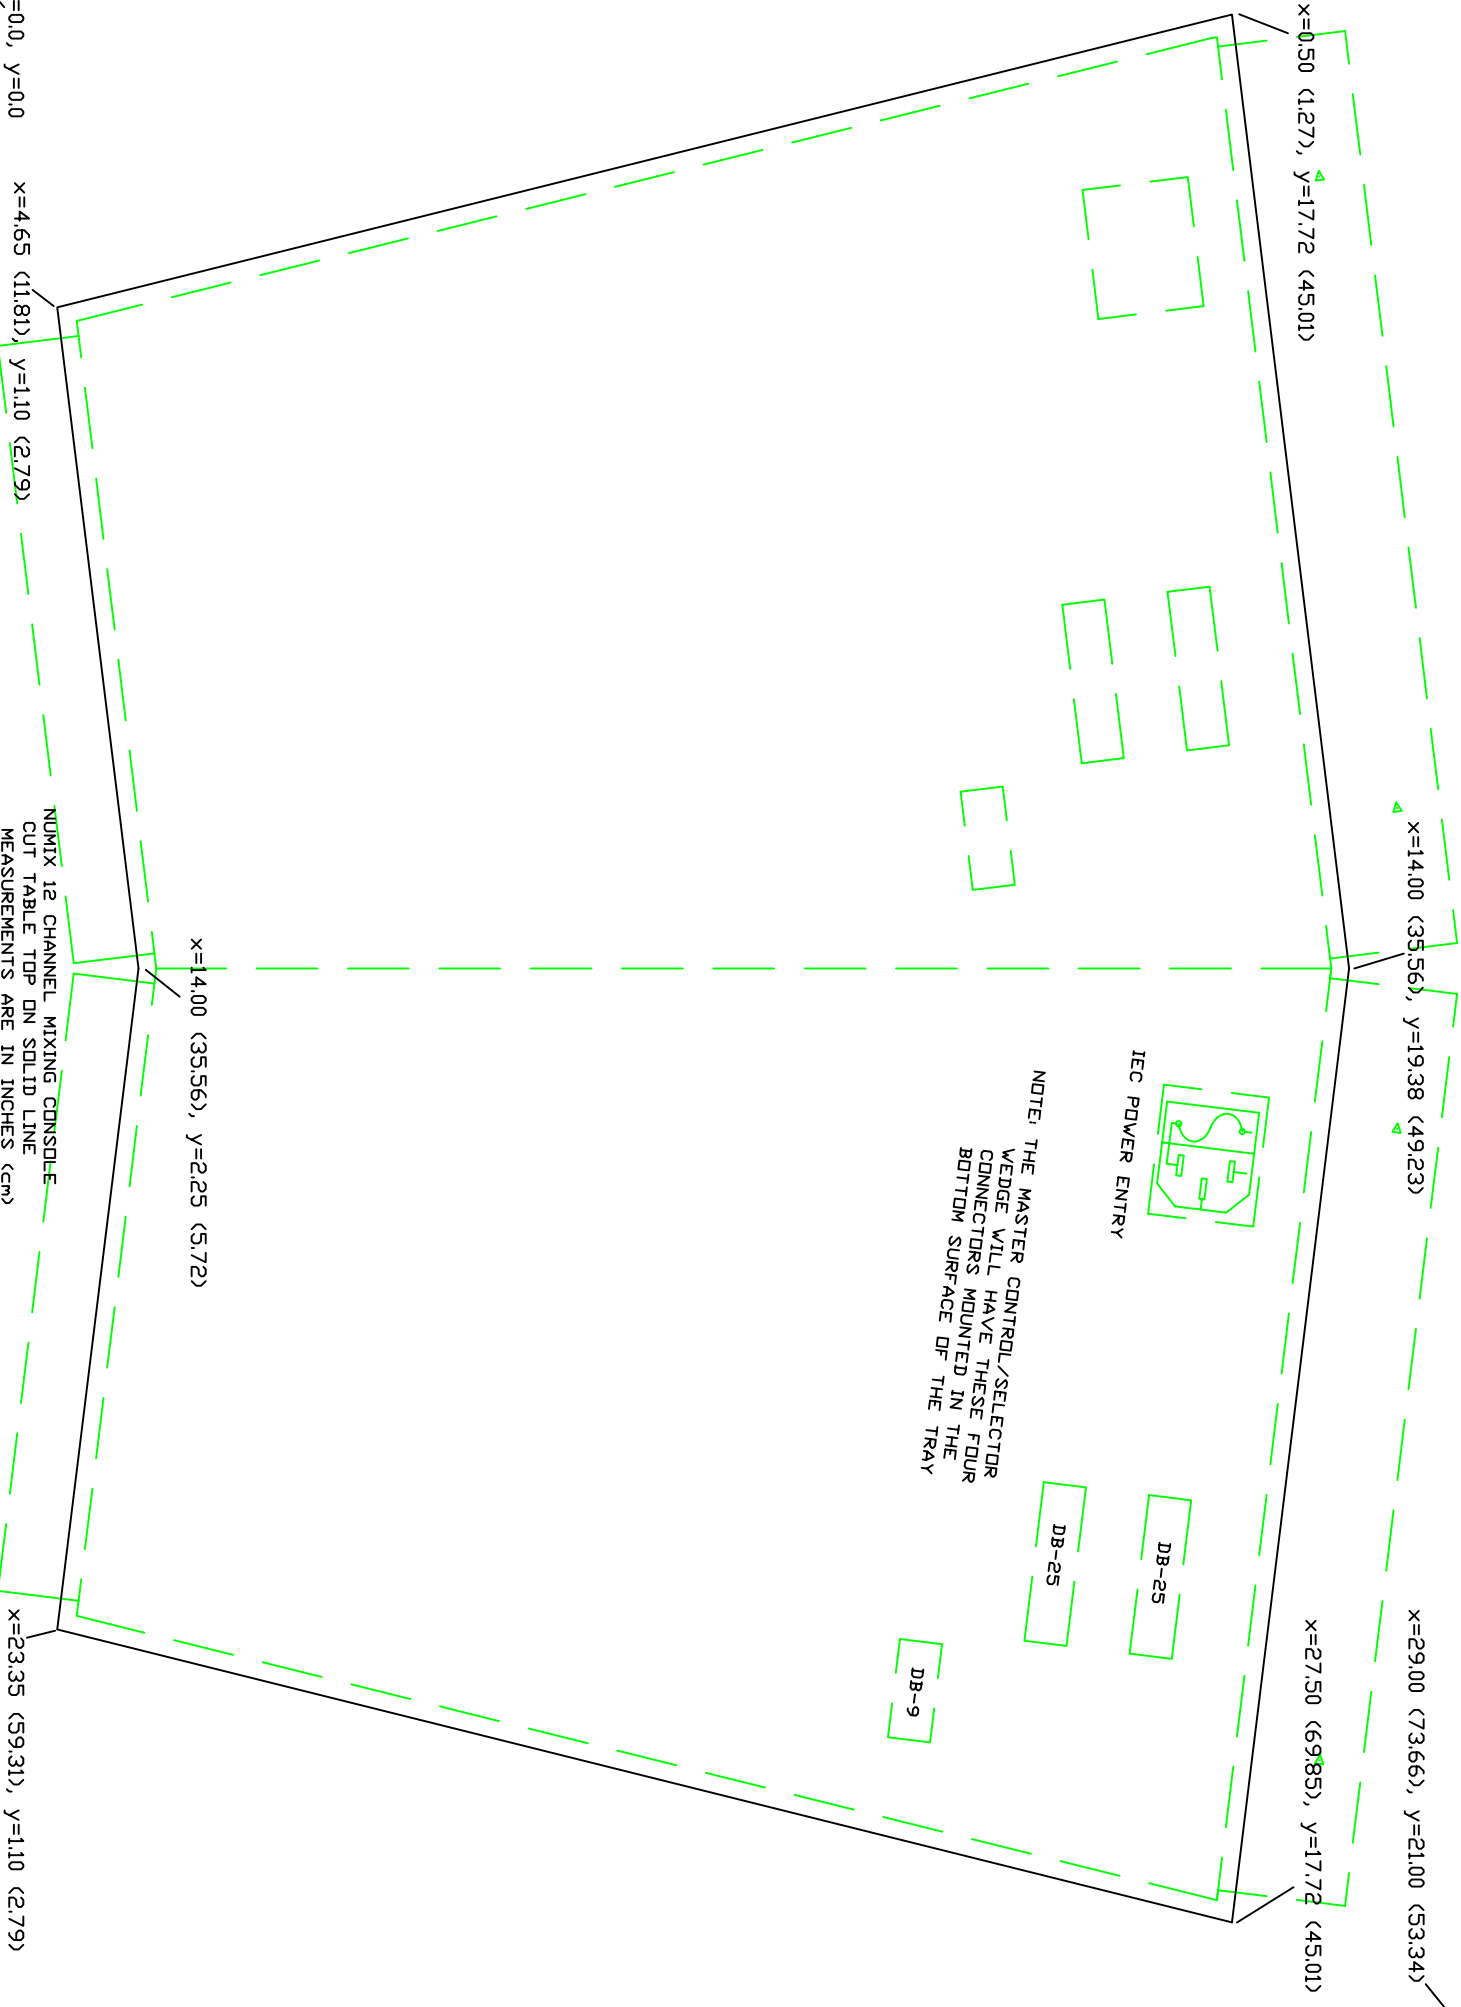 x=29.00 (73.66), y=21.00 (53.34)
x=14.00 (35.56), y=19.38 (49.23)
x=0.50 (1.27), y=17.72 (45.01)
x=27.50 (69.85), y=17.72 (45.01)
IEC POWER ENTRY
DB-25
DB-25
DB-9
NOTE: THE MASTER CONTROL/SELECTOR
WEDGE WILL HAVE THESE FOUR
CONNECTORS MOUNTED IN THE
BOTTOM SURFACE OF THE TRAY
x=14.00 (35.56), y=2.25 (5.72)
=0.0, y=0.0
x=4.65 (11.81), y=1.10 (2.79)
x=23.35 (59.31), y=1.10 (2.79)
NUMIX 12 CHANNEL MIXING CONSOLE
CUT TABLE TOP ON SOLID LINE
MEASUREMENTS ARE IN INCHES (cm)